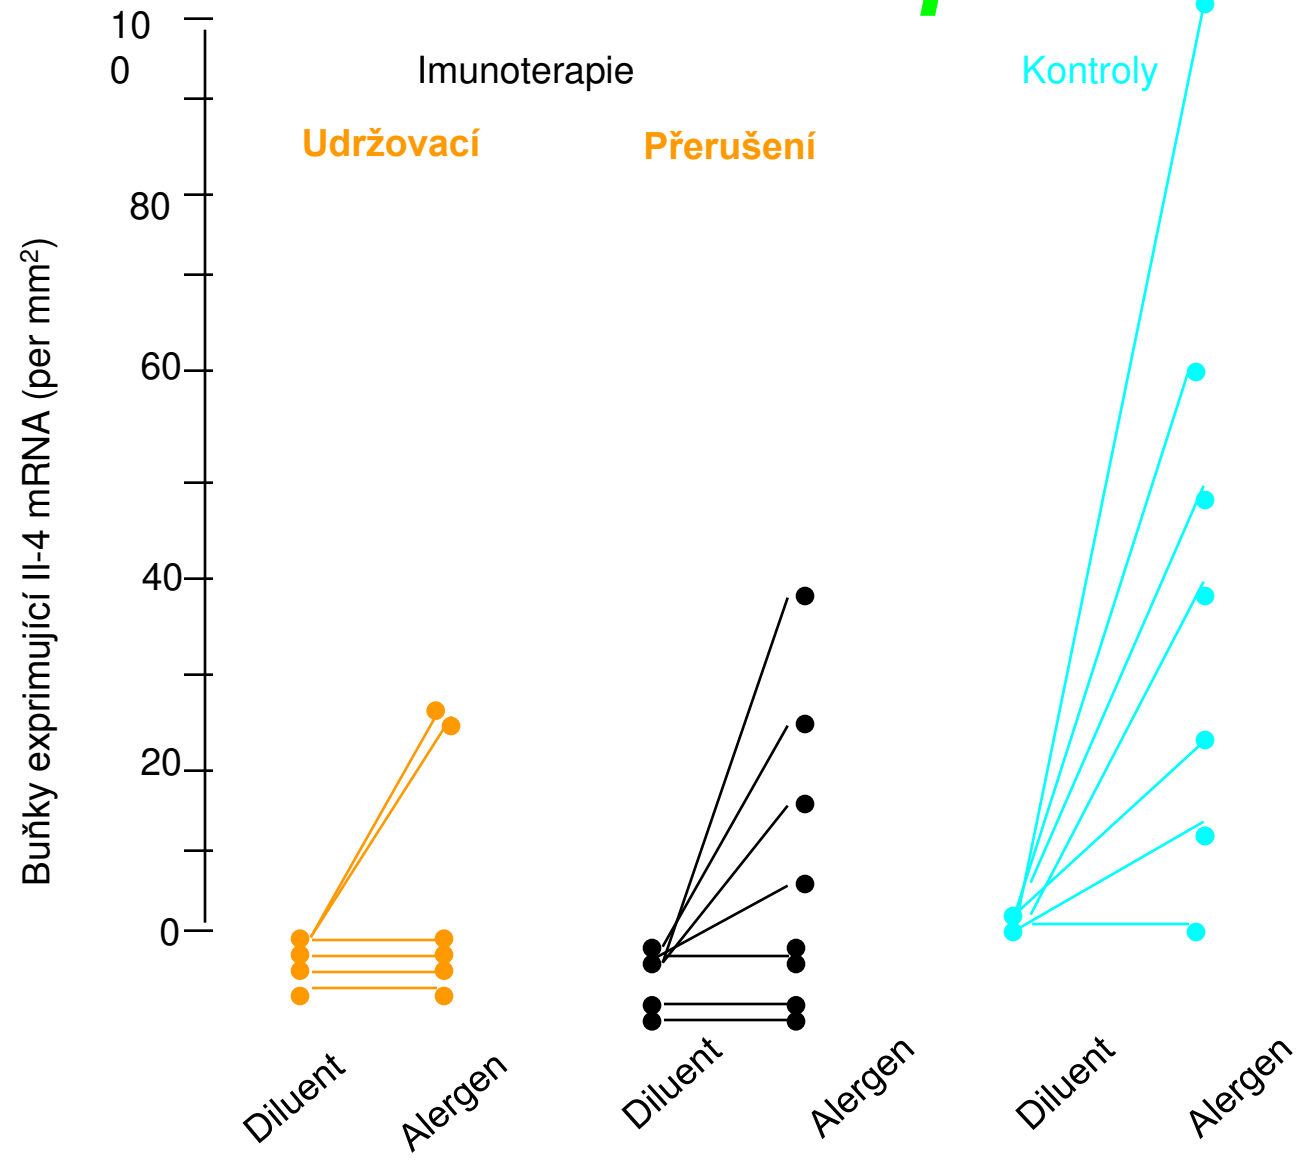 10
0
Imunoterapie
Kontroly
Udržovací
Přerušení
80
60
40
20
0
Buňky exprimující Il-4 mRNA (per mm²)
Diluent
Alergen
Diluent
Alergen
Diluent
Alergen